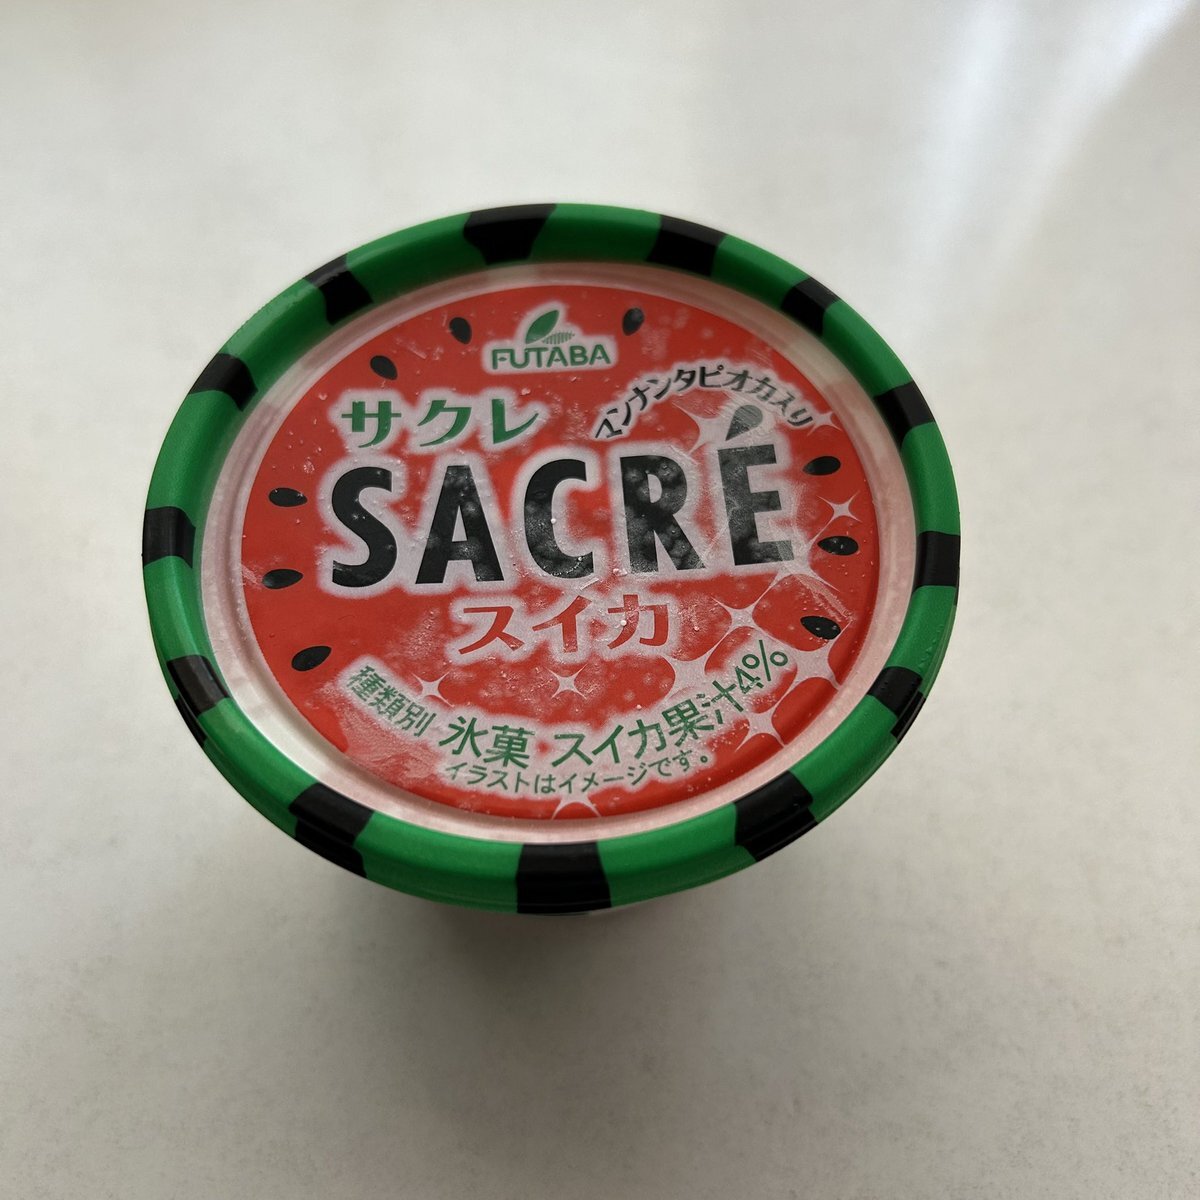 FUTABA
マンナンタピオカ入り
サクレ
SACRÉ
スイカ
種類別 氷菓 スイカ果汁4%
イラストはイメージです。